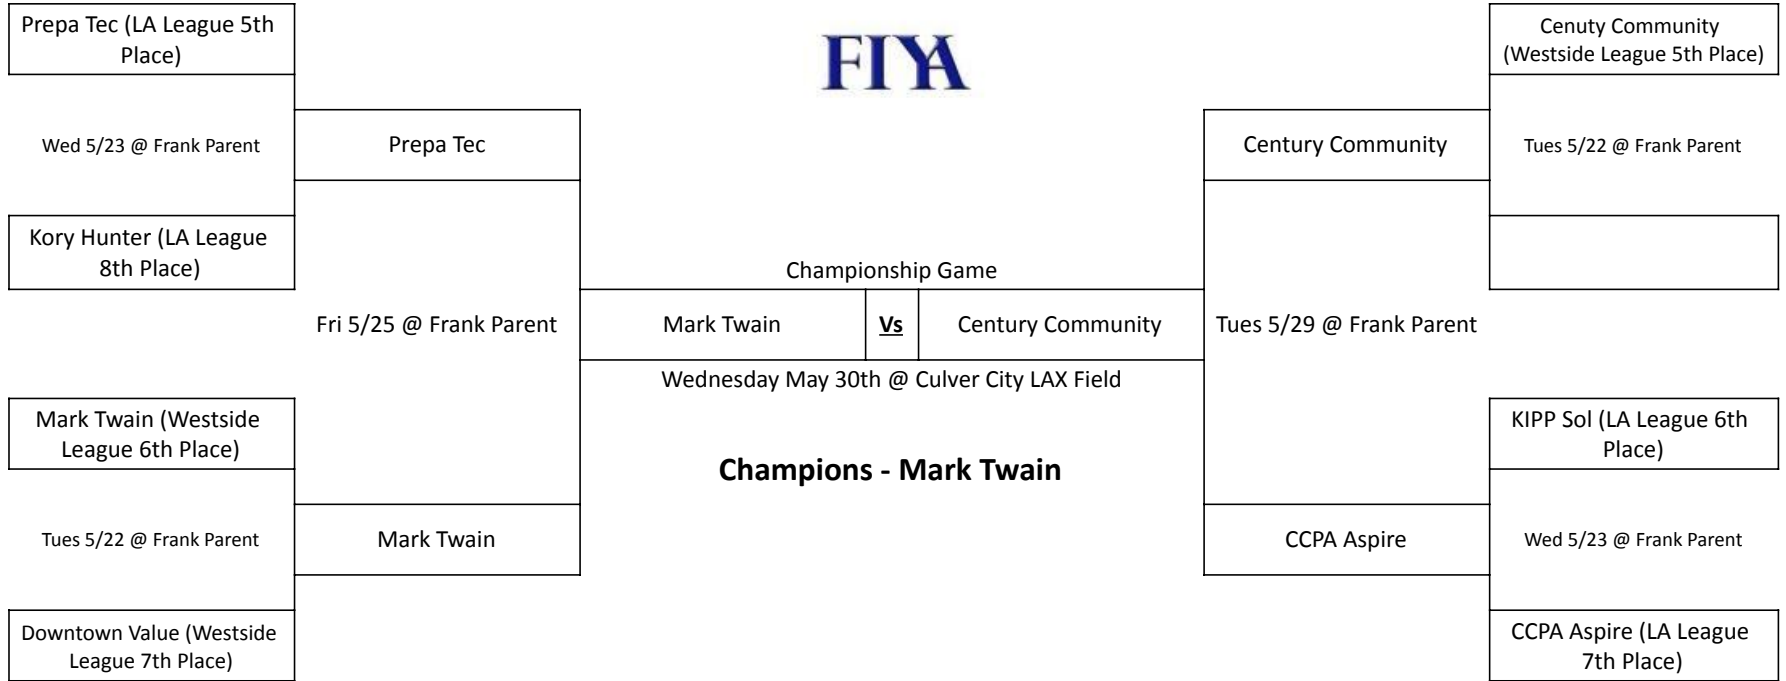 Prepa Tec (LA League 5th
Place)
Wed 5/23 @ Frank Parent
Kory Hunter (LA League
8th Place)
Prepa Tec
Fri 5/25 @ Frank Parent
Mark Twain (Westside
League 6th Place)
Tues 5/22 @ Frank Parent
Downtown Value (Westside
League 7th Place)
Mark Twain
FIYA
Championship Game
Mark Twain
Vs
Century Community
Wednesday May 30th @ Culver City LAX Field
Champions - Mark Twain
Century Community
Tues 5/29 @ Frank Parent
CCPA Aspire
Cenuty Community
(Westside League 5th Place)
Tues 5/22 @ Frank Parent
KIPP Sol (LA League 6th
Place)
Wed 5/23 @ Frank Parent
CCPA Aspire (LA League
7th Place)